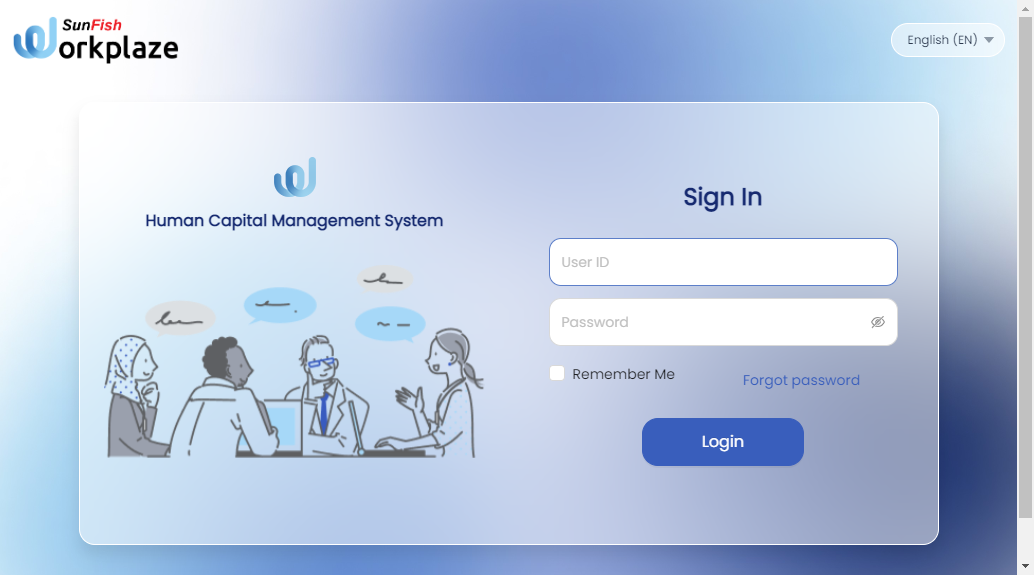 SunFish
Workplaze
English (EN)
Human Capital Management System
Sign In
User ID
Password
Remember Me
Forgot password
Login